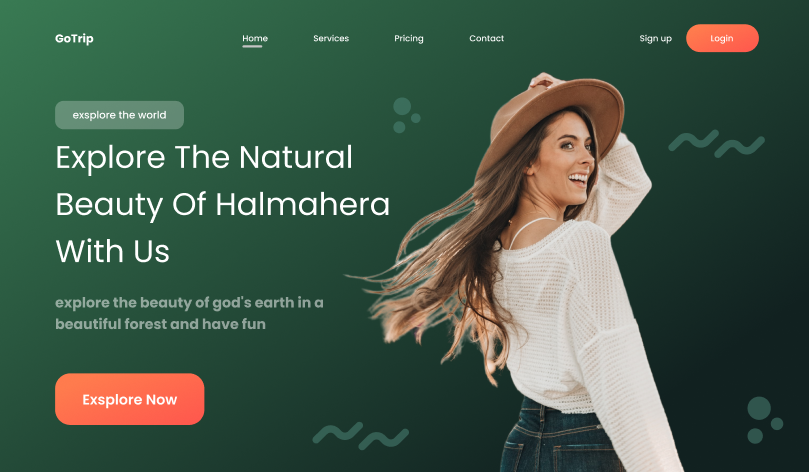 GoTrip
Home
Services
Pricing
Contact
Sign up
Login
exsplore the world
Explore The Natural
Beauty Of Halmahera
With Us
explore the beauty of god's earth in a
beautiful forest and have fun
Exsplore Now